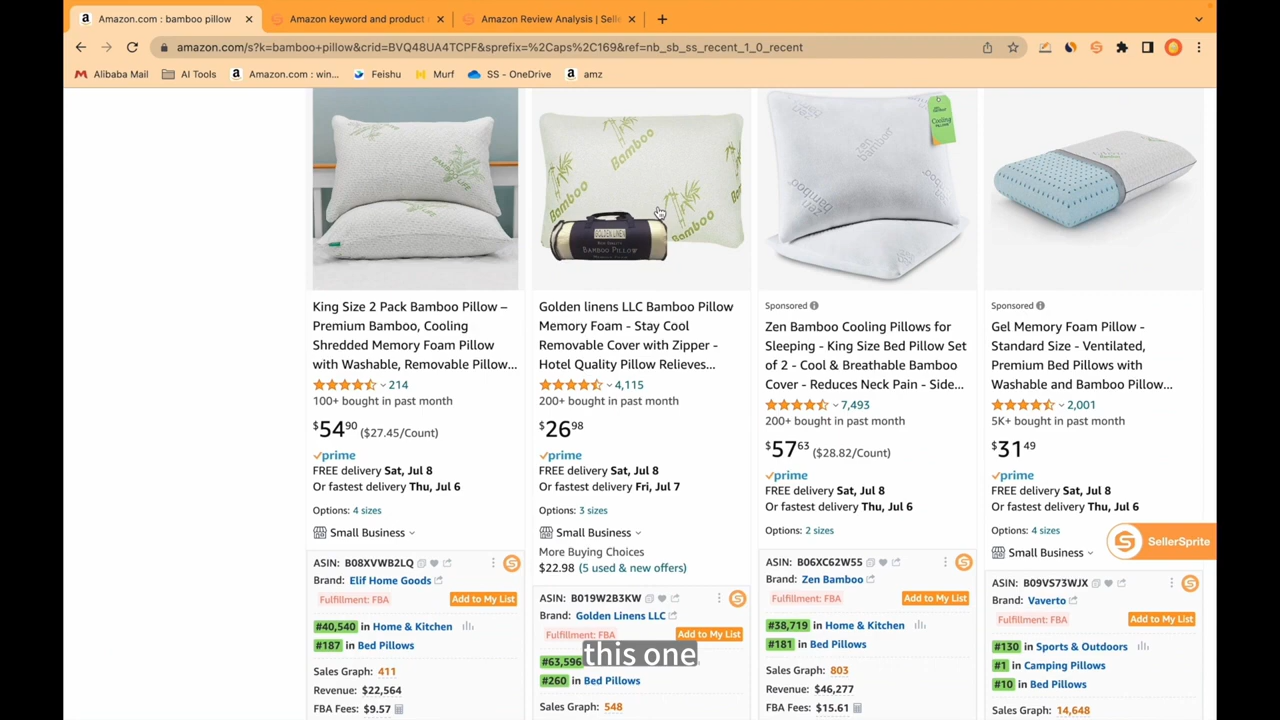 Amazon.com : bamboo pillow
Amazon keyword and product
Amazon Review Analysis | Selle
amazon.com/s?k=bamboo+pillow&crid=BVQ48UA4TCPF&sprefix=%2Caps%2C169&ref=nb_sb_ss_recent_1_0_recent
Alibaba Mail
AI Tools
Amazon.com : win...
Feishu
Murf
SS - OneDrive
amz
Bamboo
Bamboo
Bamboo
BAMBOO PILLOW
zen bamboo
Cooling
King Size 2 Pack Bamboo Pillow –
Premium Bamboo, Cooling
Shredded Memory Foam Pillow
with Washable, Removable Pillow...
214
100+ bought in past month
$54 90 ($27.45/Count)
prime
FREE delivery Sat, Jul 8
Or fastest delivery Thu, Jul 6
Options: 4 sizes
Small Business
ASIN: B08XVWB2LQ
Brand: Elif Home Goods
Fulfillment: FBA
Add to My List
#40,540 in Home & Kitchen
#187 in Bed Pillows
Sales Graph: 411
Revenue: $22,564
FBA Fees: $9.57
Golden linens LLC Bamboo Pillow
Memory Foam - Stay Cool
Removable Cover with Zipper -
Hotel Quality Pillow Relieves...
4,115
200+ bought in past month
$26 98
prime
FREE delivery Sat, Jul 8
Or fastest delivery Fri, Jul 7
Options: 3 sizes
Small Business
More Buying Choices
$22.98 (5 used & new offers)
ASIN: B019W2B3KW
Brand: Golden Linens LLC
Fulfillment: FBA
Add to My List
#63,596
#260 in Bed Pillows
Sales Graph: 548
Sponsored
Zen Bamboo Cooling Pillows for
Sleeping - King Size Bed Pillow Set
of 2 - Cool & Breathable Bamboo
Cover - Reduces Neck Pain - Side...
7,493
200+ bought in past month
$57 63 ($28.82/Count)
prime
FREE delivery Sat, Jul 8
Or fastest delivery Thu, Jul 6
Options: 2 sizes
ASIN: B06XC62W55
Brand: Zen Bamboo
Fulfillment: FBA
Add to My List
#38,719 in Home & Kitchen
#181 in Bed Pillows
Sales Graph: 803
Revenue: $46,277
FBA Fees: $15.61
Sponsored
Gel Memory Foam Pillow -
Standard Size - Ventilated,
Premium Bed Pillows with
Washable and Bamboo Pillow...
2,001
5K+ bought in past month
$31 49
prime
FREE delivery Sat, Jul 8
Or fastest delivery Thu, Jul 6
Options: 4 sizes
Small Business
ASIN: B09VS73WJX
Brand: Vaverto
Fulfillment: FBA
Add to My List
#130 in Sports & Outdoors
#1 in Camping Pillows
#10 in Bed Pillows
Sales Graph: 14,648
SellerSprite
this one